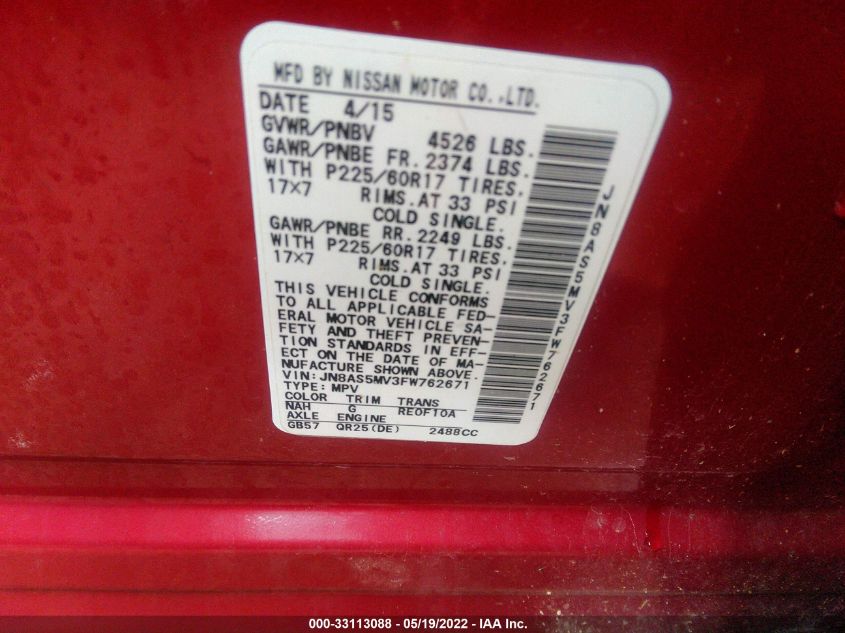 MFD BY NISSAN MOTOR CO.,LTD.
DATE 4/15
GVWR/PNBV 4526 LBS.
GAWR/PNBE FR. 2374 LBS.
WITH P225/60R17 TIRES.
17X7 RIMS.AT 33 PSI
COLD SINGLE.
GAWR/PNBE RR. 2249 LBS.
WITH P225/60R17 TIRES.
17X7 RIMS.AT 33 PSI
COLD SINGLE.
THIS VEHICLE CONFORMS
TO ALL APPLICABLE FED-
ERAL MOTOR VEHICLE SA-
FETY AND THEFT PREVEN-
TION STANDARDS IN EFF-
ECT ON THE DATE OF MA-
NUFACTURE SHOWN ABOVE.
VIN:JN8AS5MV3FW762671
TYPE: MPV
COLOR TRIM TRANS
NAH G RE0F10A
AXLE ENGINE
GB57 QR25(DE) 2488CC
JN8AS5MV3FW762671
000-33113088 - 05/19/2022 - IAA Inc.